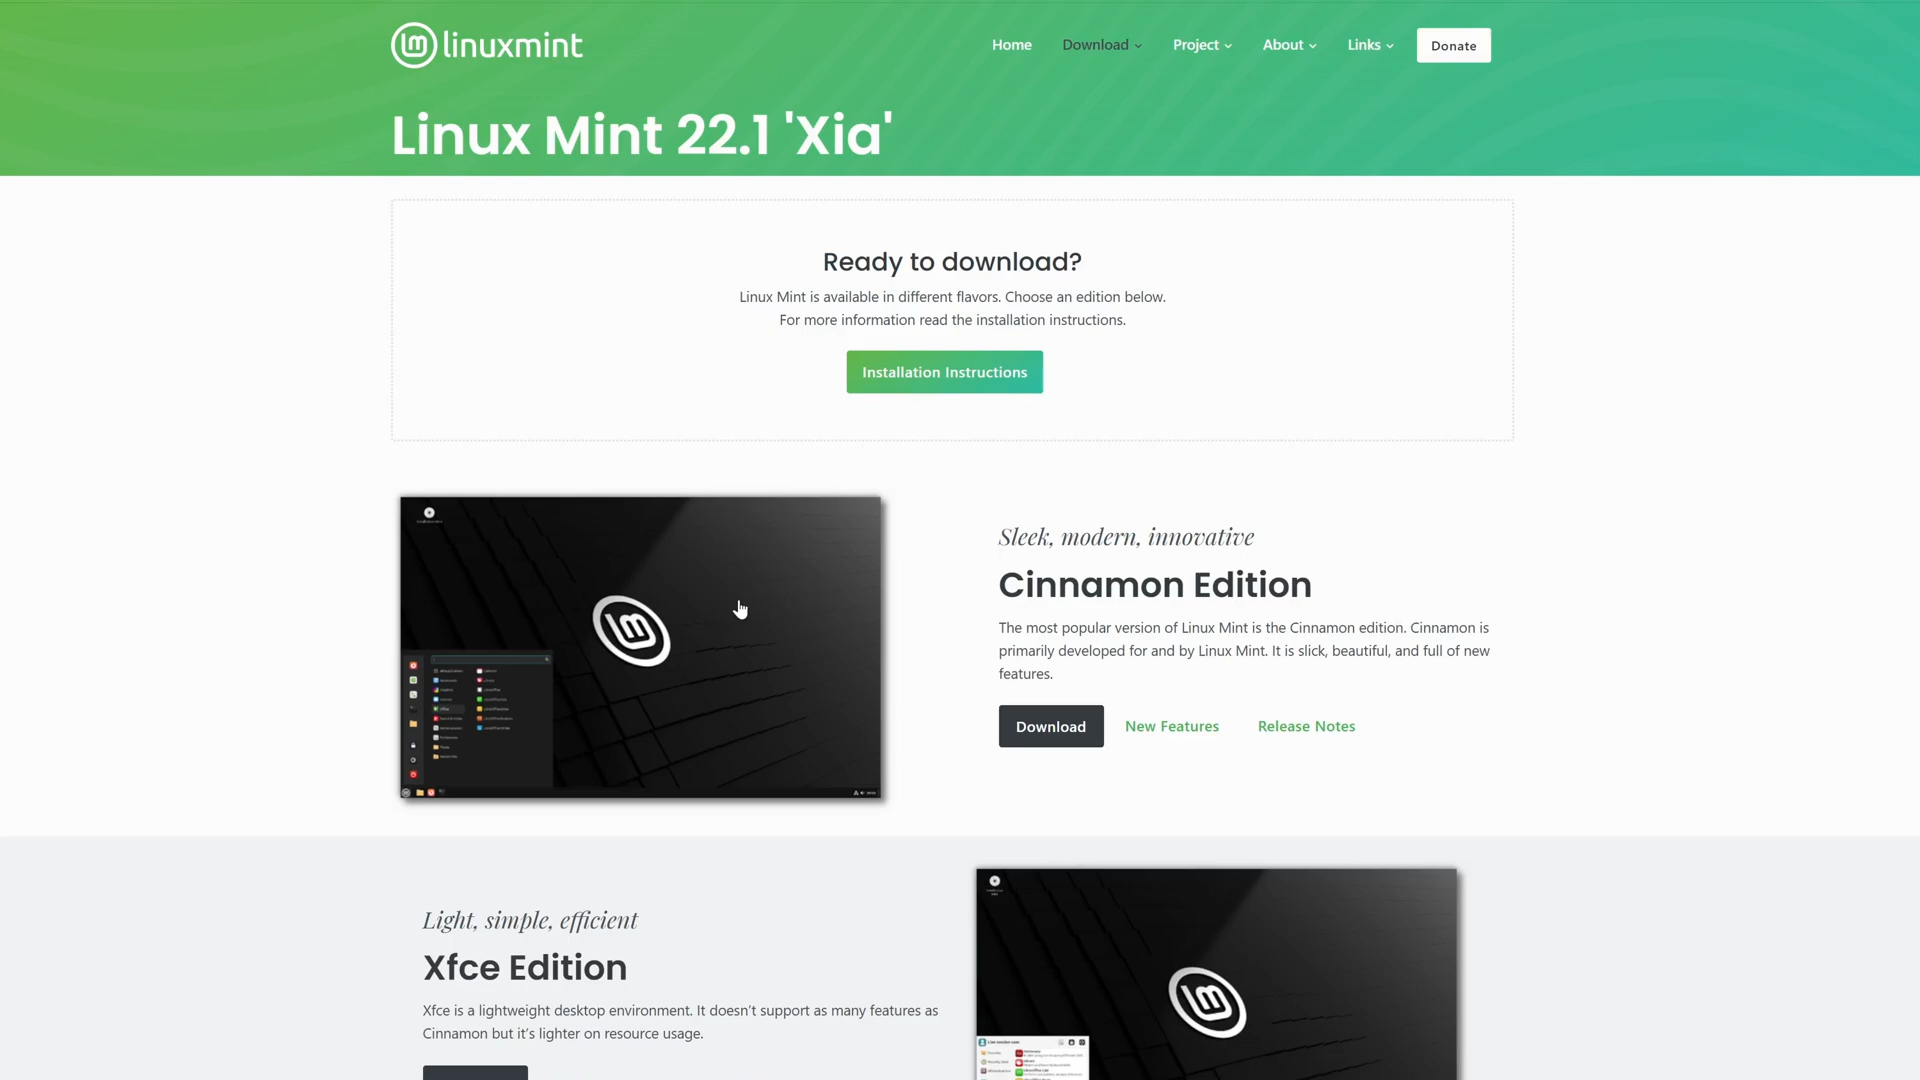 linuxmint
Home
Download
Project
About
Links
Donate
Linux Mint 22.1 'Xia'
Ready to download?
Linux Mint is available in different flavors. Choose an edition below.
For more information read the installation instructions.
Installation Instructions
Sleek, modern, innovative
Cinnamon Edition
The most popular version of Linux Mint is the Cinnamon edition. Cinnamon is
primarily developed for and by Linux Mint. It is slick, beautiful, and full of new
features.
Download
New Features
Release Notes
Light, simple, efficient
Xfce Edition
Xfce is a lightweight desktop environment. It doesn’t support as many features as
Cinnamon but it’s lighter on resource usage.